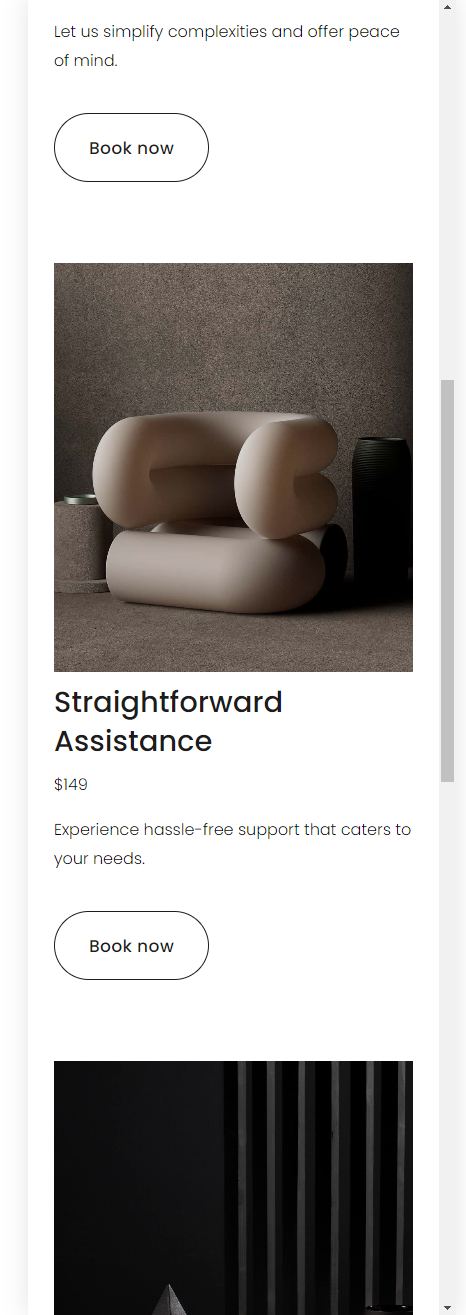 Let us simplify complexities and offer peace
of mind.
Book now
Straightforward
Assistance
$149
Experience hassle-free support that caters to
your needs.
Book now